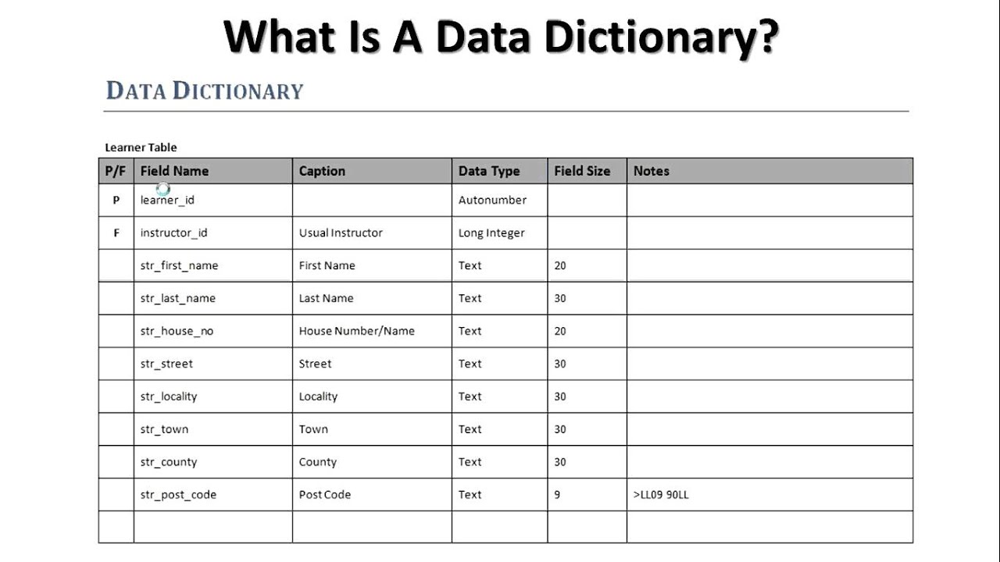 What Is A Data Dictionary?
DATA DICTIONARY
Learner Table
P/F Field Name Caption Data Type Field Size Notes
P learner_id Autonumber
F instructor_id Usual Instructor Long Integer
str_first_name First Name Text 20
str_last_name Last Name Text 30
str_house_no House Number/Name Text 20
str_street Street Text 30
str_locality Locality Text 30
str_town Town Text 30
str_county County Text 30
str_post_code Post Code Text 9 >LL09 90LL